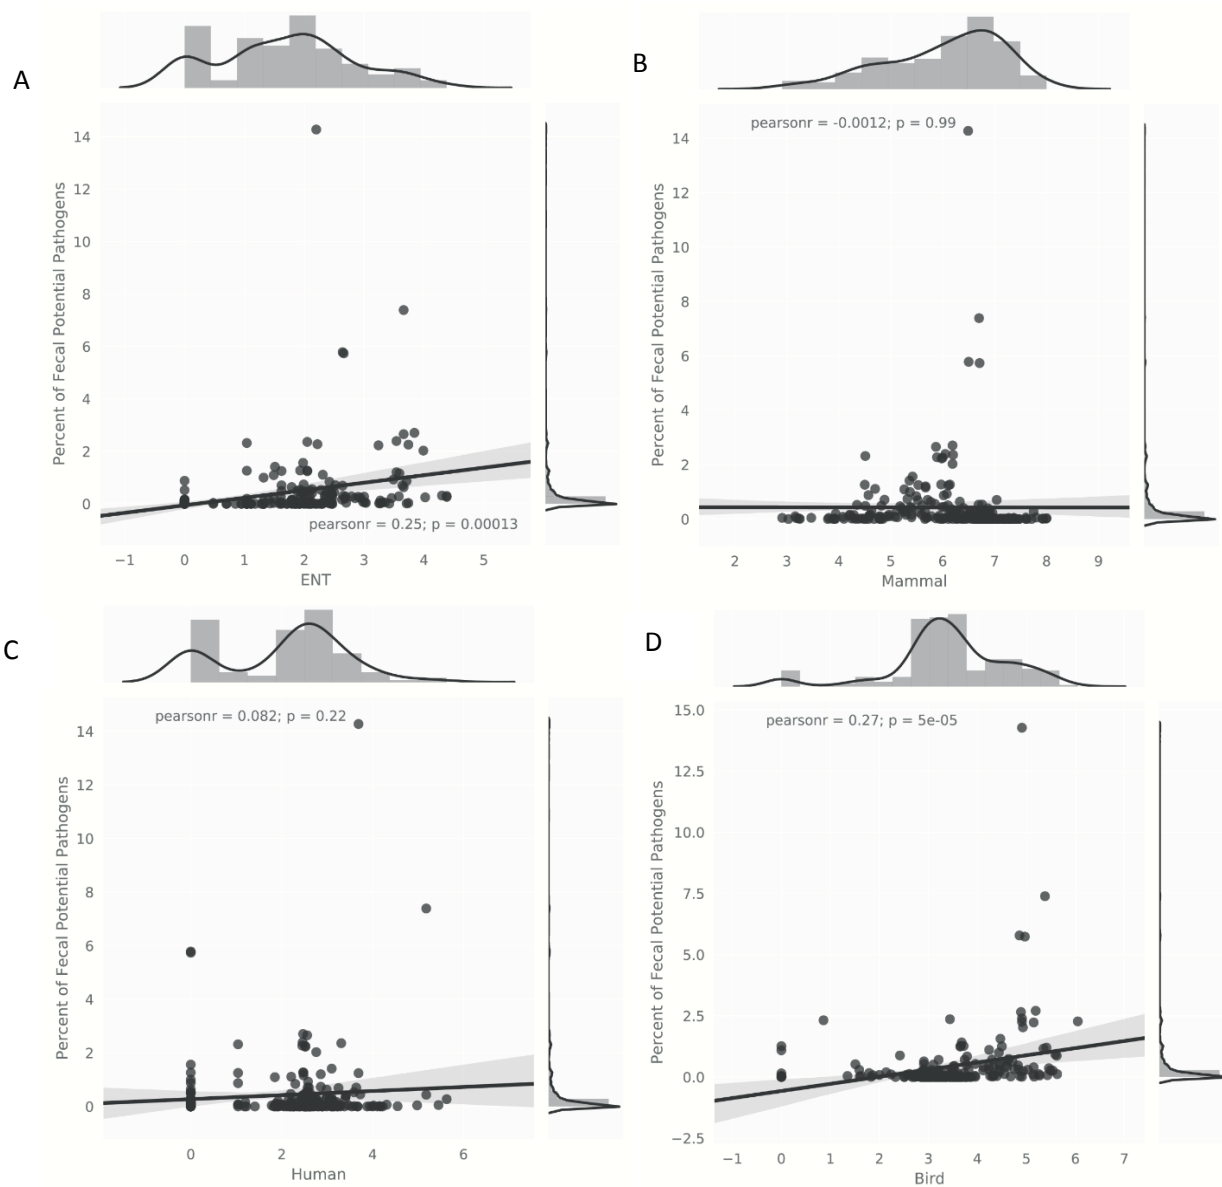 A
14
12
10
8
6
4
2
0
Percent of Fecal Potential Pathogens
pearsonr = 0.25; p = 0.00013
−1 0 1 2 3 4 5
ENT
B
pearsonr = -0.0012; p = 0.99
14
12
10
8
6
4
2
0
Percent of Fecal Potential Pathogens
2 3 4 5 6 7 8 9
Mammal
C
pearsonr = 0.082; p = 0.22
14
12
10
8
6
4
2
0
Percent of Fecal Potential Pathogens
0 2 4 6
Human
D
15.0
pearsonr = 0.27; p = 5e-05
12.5
10.0
7.5
5.0
2.5
0.0
−2.5
Percent of Fecal Potential Pathogens
−1 0 1 2 3 4 5 6 7
Bird